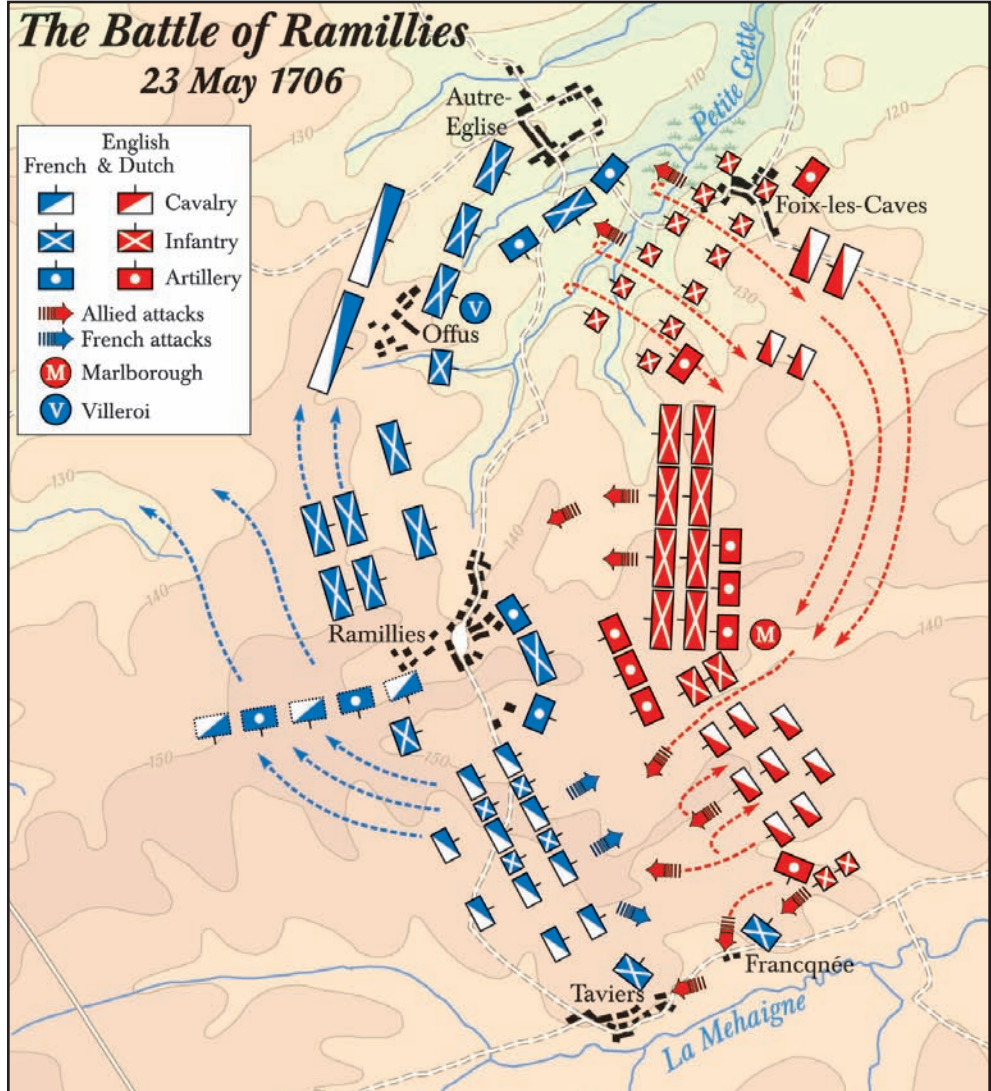 The Battle of Ramillies
23 May 1706
English
French & Dutch
Cavalry
Infantry
Artillery
Allied attacks
French attacks
M Marlborough
V Villeroi
Autre-
Eglise
Petite Gette
110
120
130
Foix-les-Caves
130
V
Offus
130
140
140
Ramillies
M
140
150
150
Francqnée
Taviers
La Mehaigne